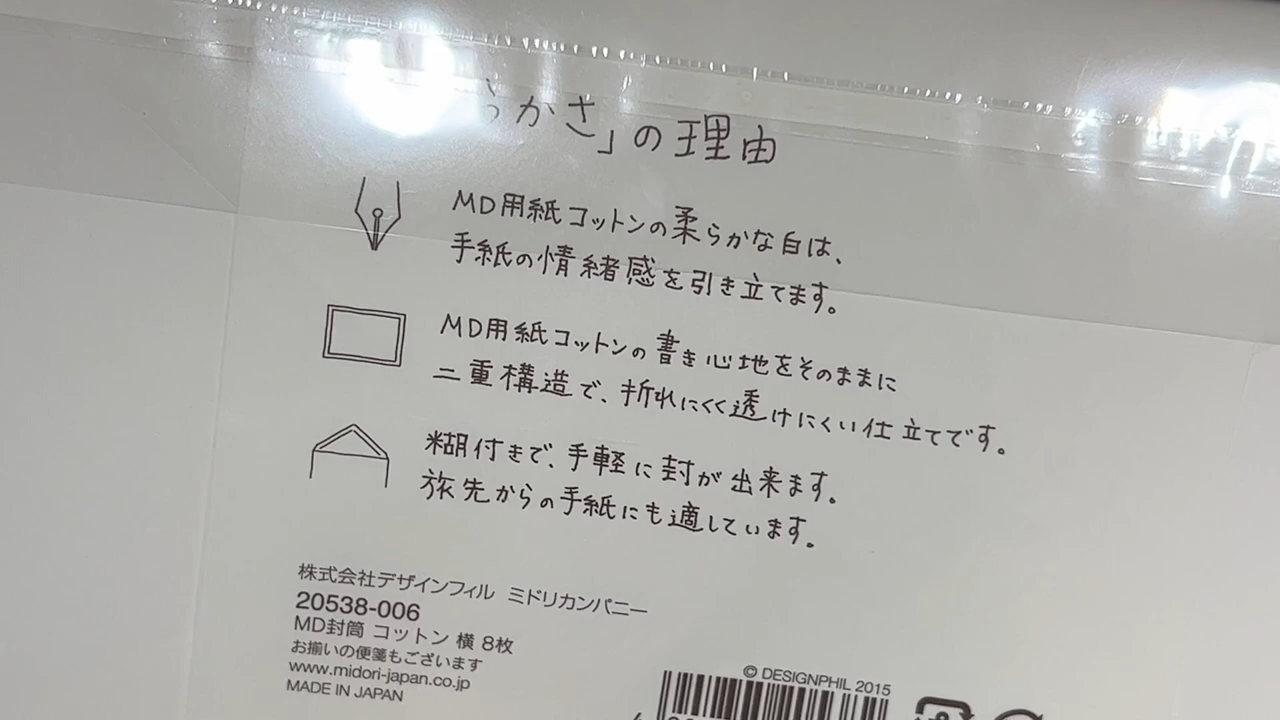 かさ」の理由
MD用紙コットンの柔らかな白は、
手紙の情緒感を引き立てます。
MD用紙コットンの書き心地をそのままに
二重構造で、折れにくく透けにくい仕立てです。
糊付きで、手軽に封が出来ます。
旅先からの手紙にも適しています。
株式会社デザインフィル ミドリカンパニー
20538-006
MD封筒 コットン 横 8枚
お揃いの便箋もございます
www.midori-japan.co.jp
MADE IN JAPAN
© DESIGNPHIL 2015